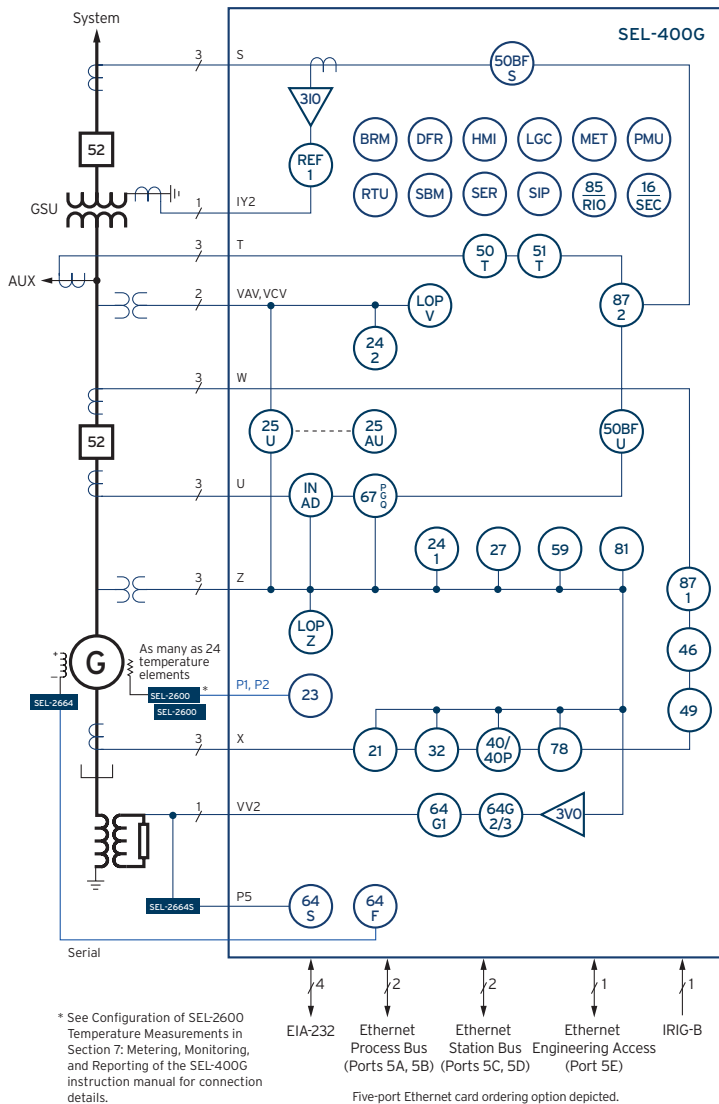 System
SEL-400G
3
S
50BF
S
3I0
52
BRM
DFR
HMI
LGC
MET
PMU
REF
1
RTU
SBM
SER
SIP
85
RIO
16
SEC
GSU
1
IY2
3
T
50
T
51
T
AUX
2
VAV, VCV
LOP
V
87
2
24
2
3
W
52
25
U
25
AU
50BF
U
3
U
IN
AD
67
P
G
Q
24
1
27
59
81
3
Z
87
1
LOP
Z
G
+
–
As many as 24
temperature
elements
46
SEL-2664
SEL-2600
*
SEL-2600
P1, P2
23
49
3
X
21
32
40/
40P
78
1
VV2
64
G1
64G
2/3
3V0
SEL-2664S
P5
64
S
64
F
Serial
4
2
2
1
1
EIA-232
Ethernet
Process Bus
(Ports 5A, 5B)
Ethernet
Station Bus
(Ports 5C, 5D)
Ethernet
Engineering Access
(Port 5E)
IRIG-B
* See Configuration of SEL-2600
Temperature Measurements in
Section 7: Metering, Monitoring,
and Reporting of the SEL-400G
instruction manual for connection
details.
Five-port Ethernet card ordering option depicted.